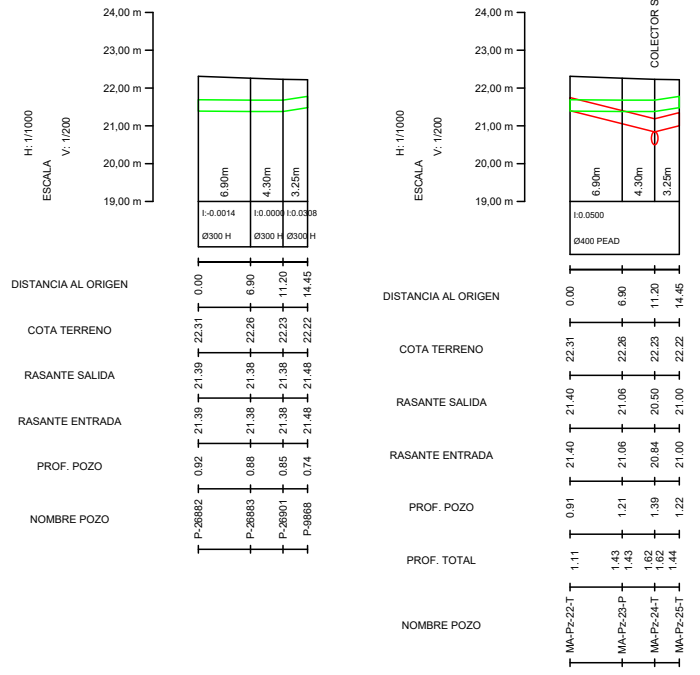 24,00 m
23,00 m
22,00 m
21,00 m
20,00 m
19,00 m
ESCALA
H: 1/1000
V: 1/200
6.90m
4.30m
3.25m
I:-0.0014
I:0.0000
I:0.0308
Ø300 H
Ø300 H
Ø300 H
DISTANCIA AL ORIGEN
0.00
6.90
11.20
14.45
COTA TERRENO
22.31
22.26
22.23
22.22
RASANTE SALIDA
21.39
21.38
21.38
21.48
RASANTE ENTRADA
21.39
21.38
21.38
21.48
PROF. POZO
0.92
0.88
0.85
0.74
NOMBRE POZO
P-26882
P-26883
P-26901
P-9868
24,00 m
23,00 m
22,00 m
21,00 m
20,00 m
19,00 m
ESCALA
H: 1/1000
V: 1/200
COLECTOR S
6.90m
4.30m
3.25m
I:0.0500
Ø400 PEAD
DISTANCIA AL ORIGEN
0.00
6.90
11.20
14.45
COTA TERRENO
22.31
22.26
22.23
22.22
RASANTE SALIDA
21.40
21.06
20.50
21.00
RASANTE ENTRADA
21.40
21.06
20.84
21.00
PROF. POZO
0.91
1.21
1.39
1.22
PROF. TOTAL
1.11
1.43
1.43
1.62
1.62
1.44
NOMBRE POZO
MA-Pz-22-T
MA-Pz-23-P
MA-Pz-24-T
MA-Pz-25-T